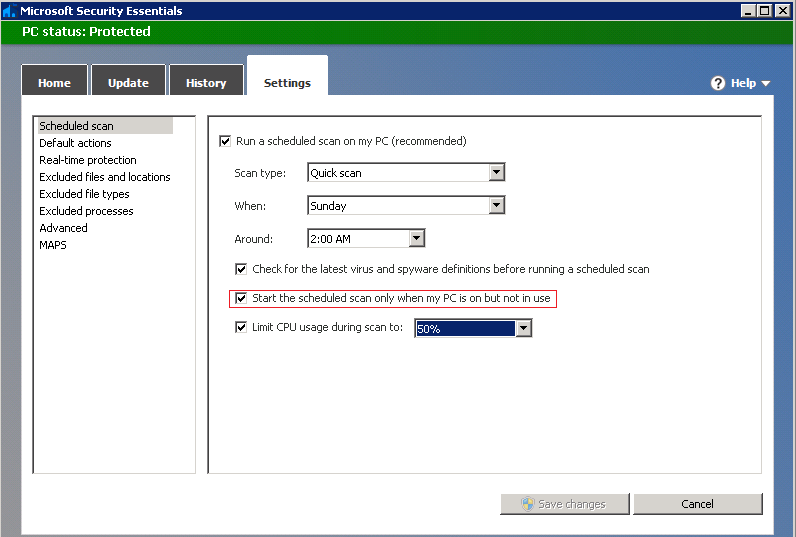 Microsoft Security Essentials
PC status: Protected
Home
Update
History
Settings
Help
Scheduled scan
Default actions
Real-time protection
Excluded files and locations
Excluded file types
Excluded processes
Advanced
MAPS
Run a scheduled scan on my PC (recommended)
Scan type: Quick scan
When: Sunday
Around: 2:00 AM
Check for the latest virus and spyware definitions before running a scheduled scan
Start the scheduled scan only when my PC is on but not in use
Limit CPU usage during scan to: 50%
Save changes
Cancel